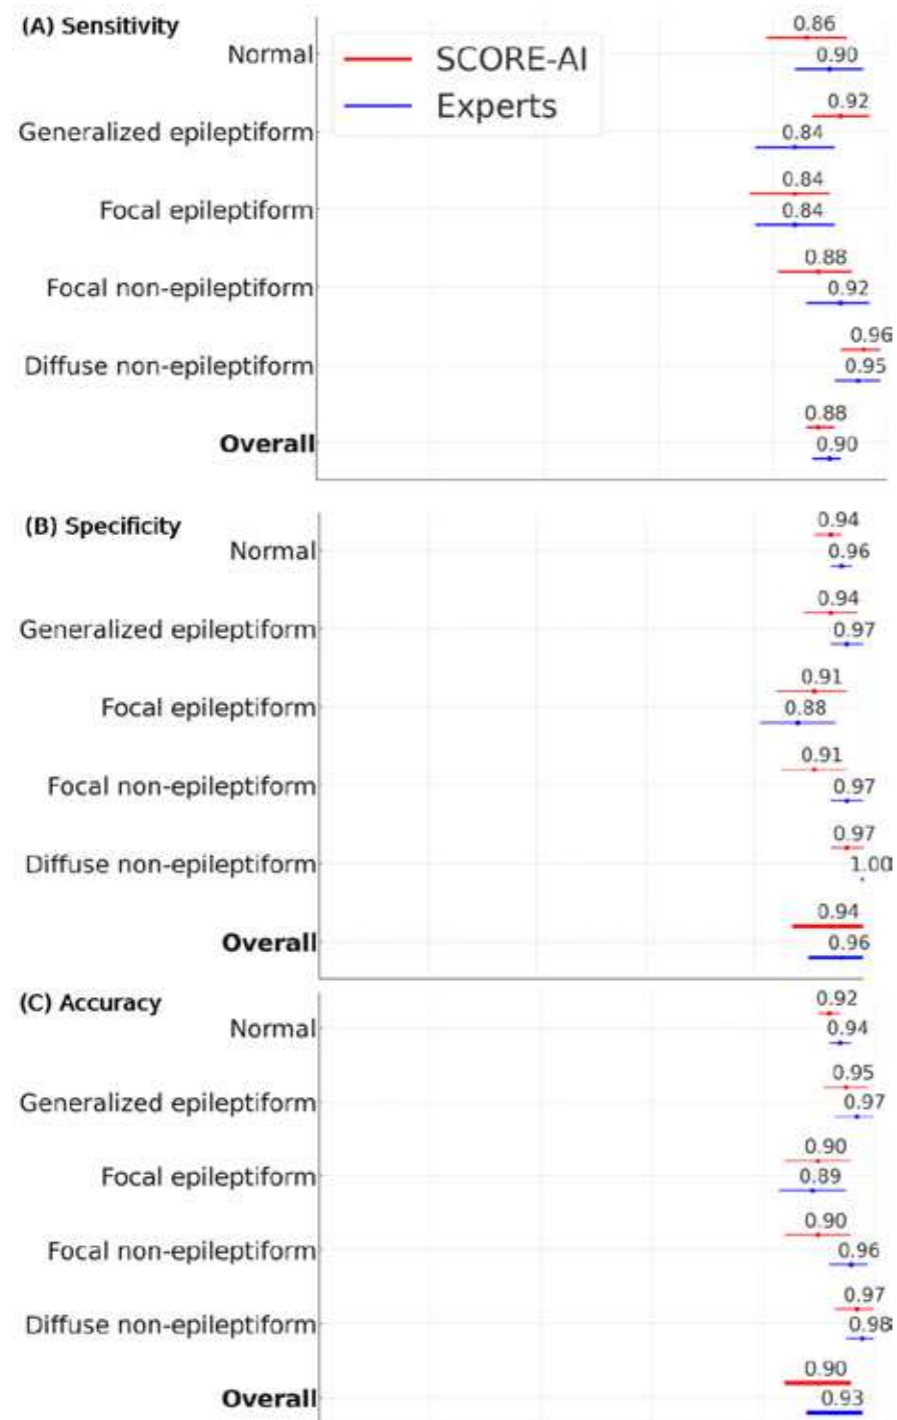 (A) Sensitivity
0.86
Normal
0.90
SCORE-AI
Experts
0.92
Generalized epileptiform
0.84
0.84
Focal epileptiform
0.84
0.88
Focal non-epileptiform
0.92
0.96
Diffuse non-epileptiform
0.95
0.88
Overall
0.90
(B) Specificity
0.94
Normal
0.96
0.94
Generalized epileptiform
0.97
0.91
Focal epileptiform
0.88
0.91
Focal non-epileptiform
0.97
0.97
Diffuse non-epileptiform
1.00
0.94
Overall
0.96
(C) Accuracy
0.92
Normal
0.94
0.95
Generalized epileptiform
0.97
0.90
Focal epileptiform
0.89
0.90
Focal non-epileptiform
0.96
0.97
Diffuse non-epileptiform
0.98
0.90
Overall
0.93